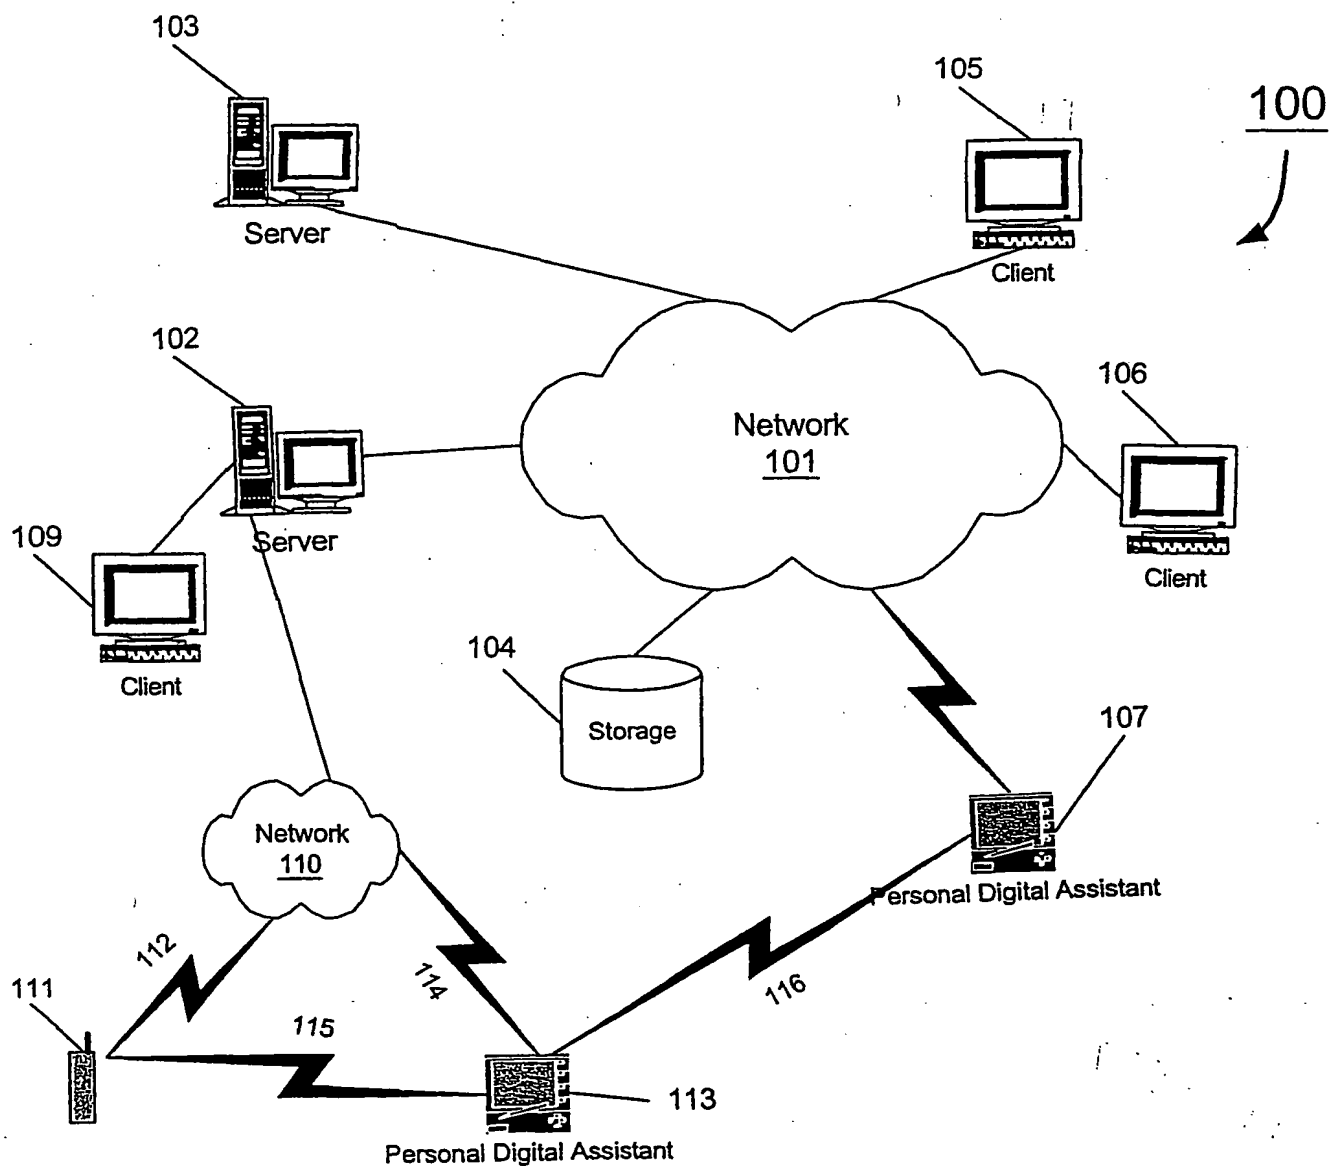 103
105
100
Server
Client
102
106
Network
101
109
Server
Client
Client
104
Storage
107
Network
110
Personal Digital Assistant
112
114
116
111
115
113
Personal Digital Assistant